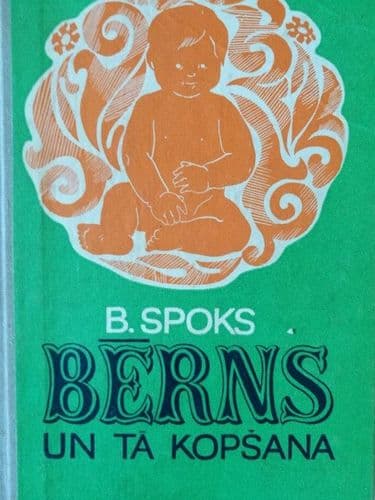 B. SPOKS
BĒRNS
UN TĀ KOPŠANA